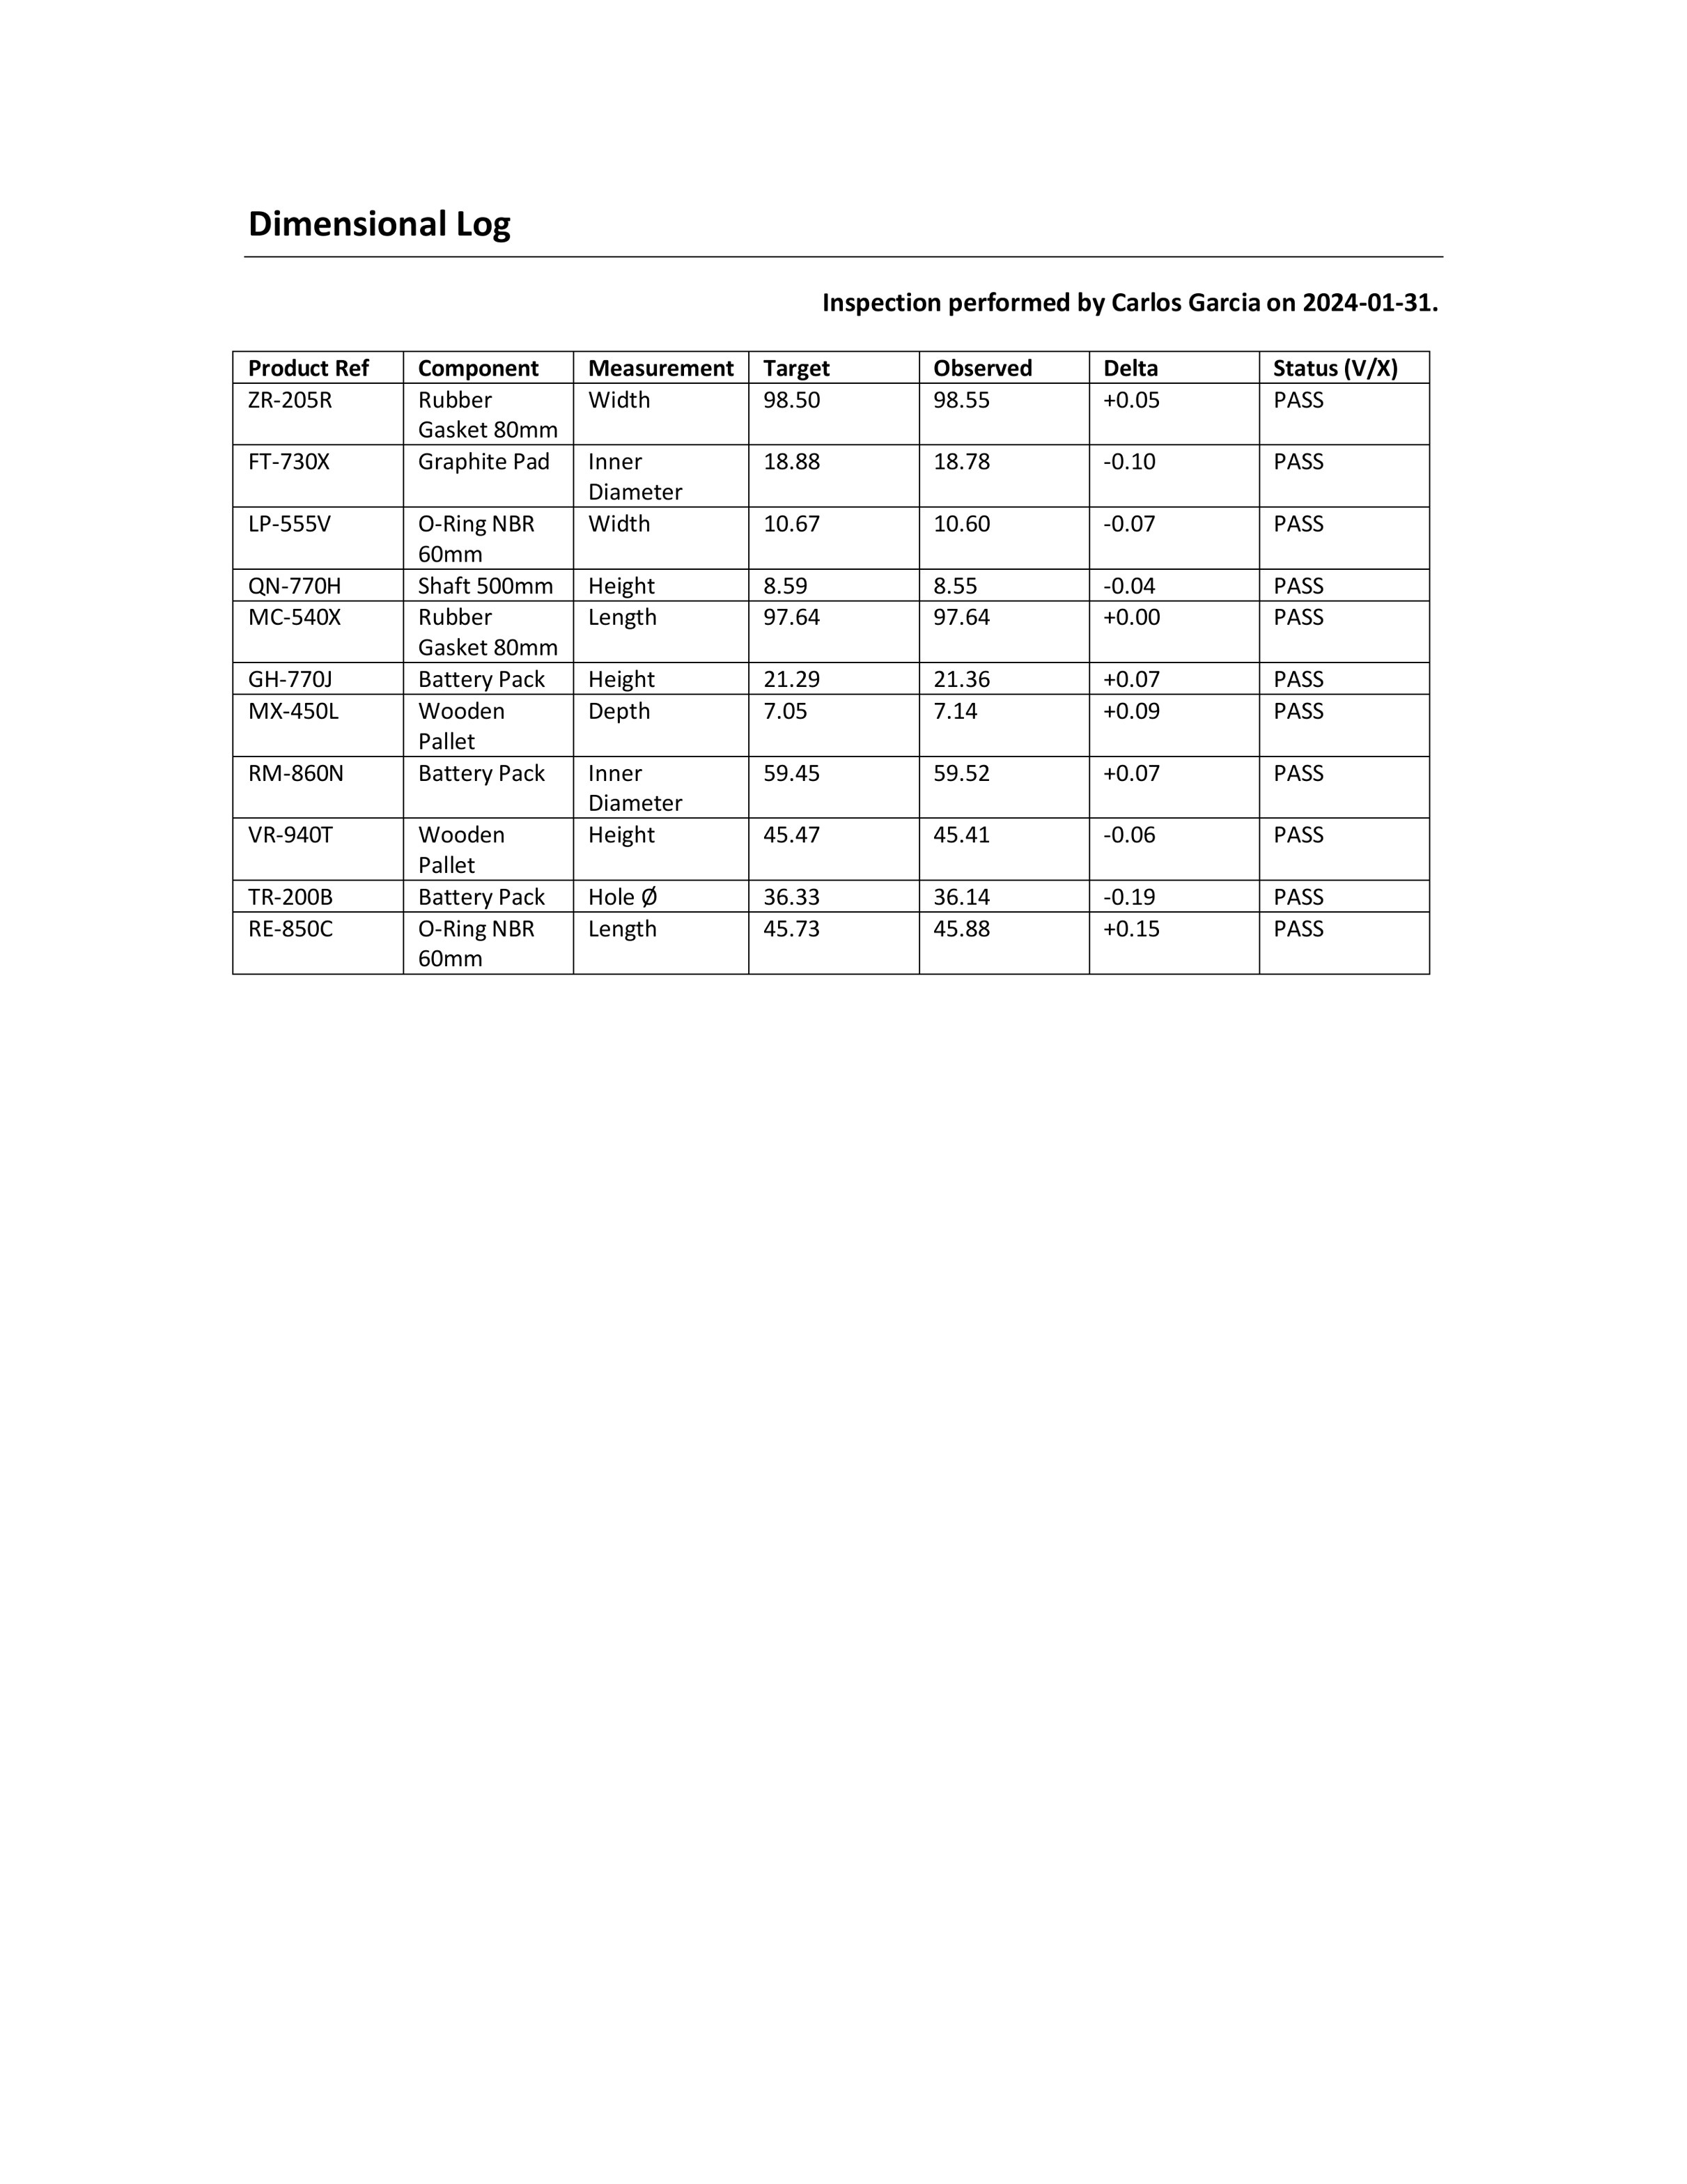 Dimensional Log
Inspection performed by Carlos Garcia on 2024-01-31.
Product Ref Component Measurement Target Observed Delta Status (V/X)
ZR-205R Rubber Width 98.50 98.55 +0.05 PASS
Gasket 80mm
FT-730X Graphite Pad Inner 18.88 18.78 -0.10 PASS
Diameter
LP-555V O-Ring NBR Width 10.67 10.60 -0.07 PASS
60mm
QN-770H Shaft 500mm Height 8.59 8.55 -0.04 PASS
MC-540X Rubber Length 97.64 97.64 +0.00 PASS
Gasket 80mm
GH-770J Battery Pack Height 21.29 21.36 +0.07 PASS
MX-450L Wooden Depth 7.05 7.14 +0.09 PASS
Pallet
RM-860N Battery Pack Inner 59.45 59.52 +0.07 PASS
Diameter
VR-940T Wooden Height 45.47 45.41 -0.06 PASS
Pallet
TR-200B Battery Pack Hole Ø 36.33 36.14 -0.19 PASS
RE-850C O-Ring NBR Length 45.73 45.88 +0.15 PASS
60mm